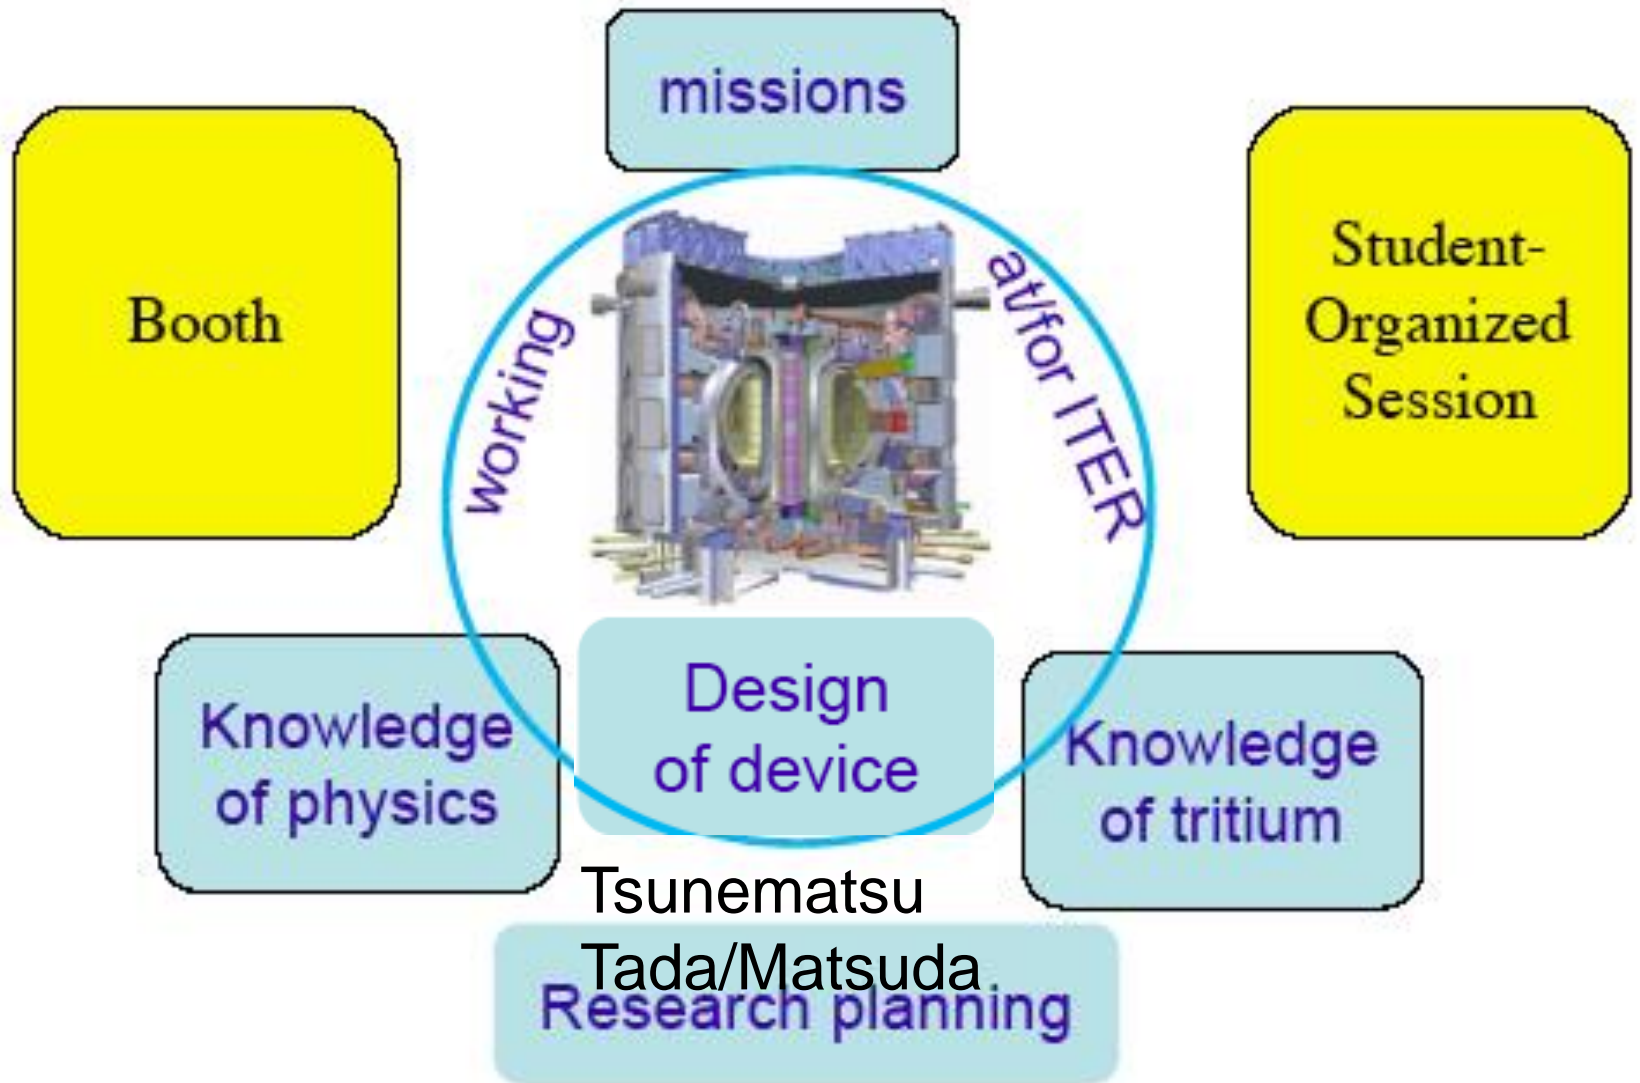 missions
Booth
working
at/for ITER
Student-
Organized
Session
Knowledge
of physics
Design
of device
Knowledge
of tritium
Tsunematsu
Tada/Matsuda
Research planning